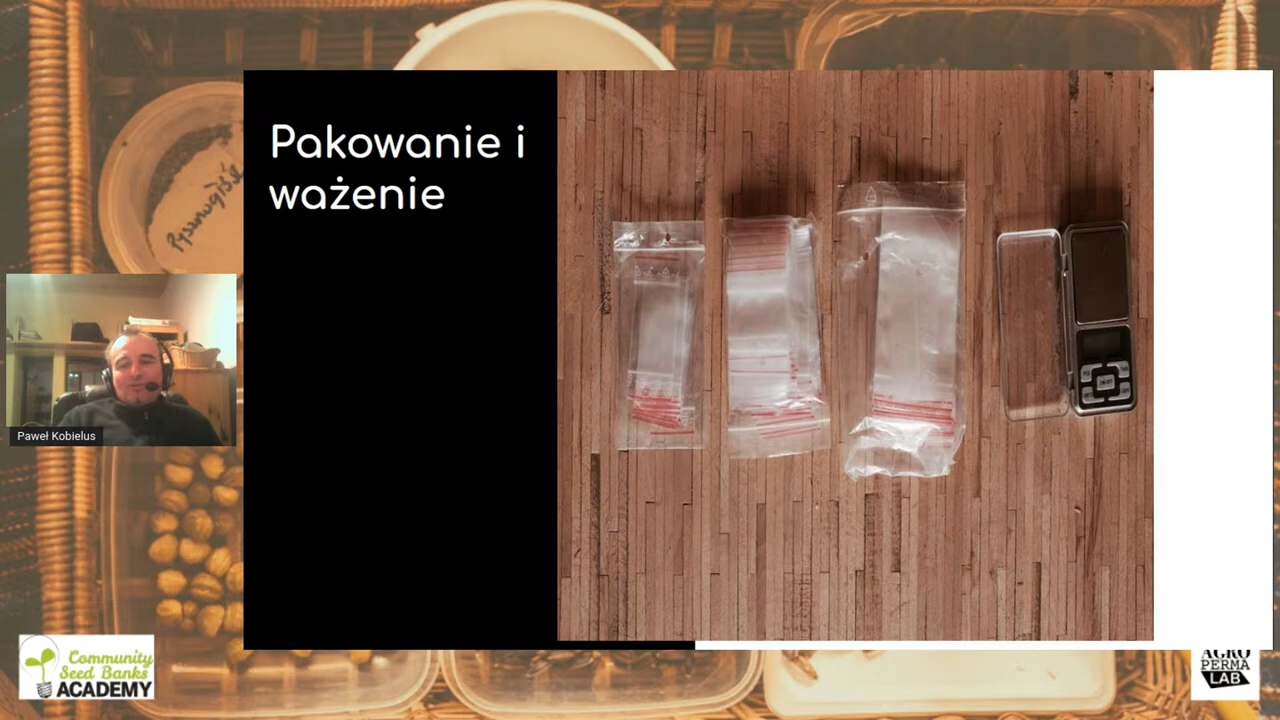 Pakowanie i
ważenie
Paweł Kobielus
Community
Seed Banks
ACADEMY
AGRO
PERMA
LAB